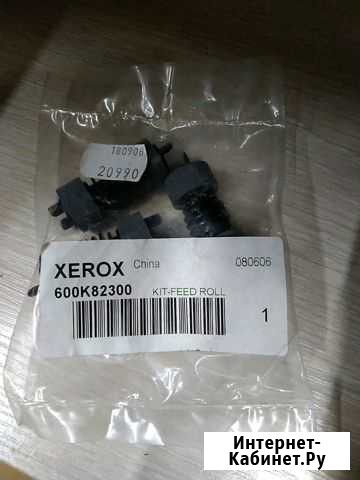 180906
20990
XEROX China 080606
600K82300 KIT-FEED ROLL
1
Интернет-
Кабинет.Ру